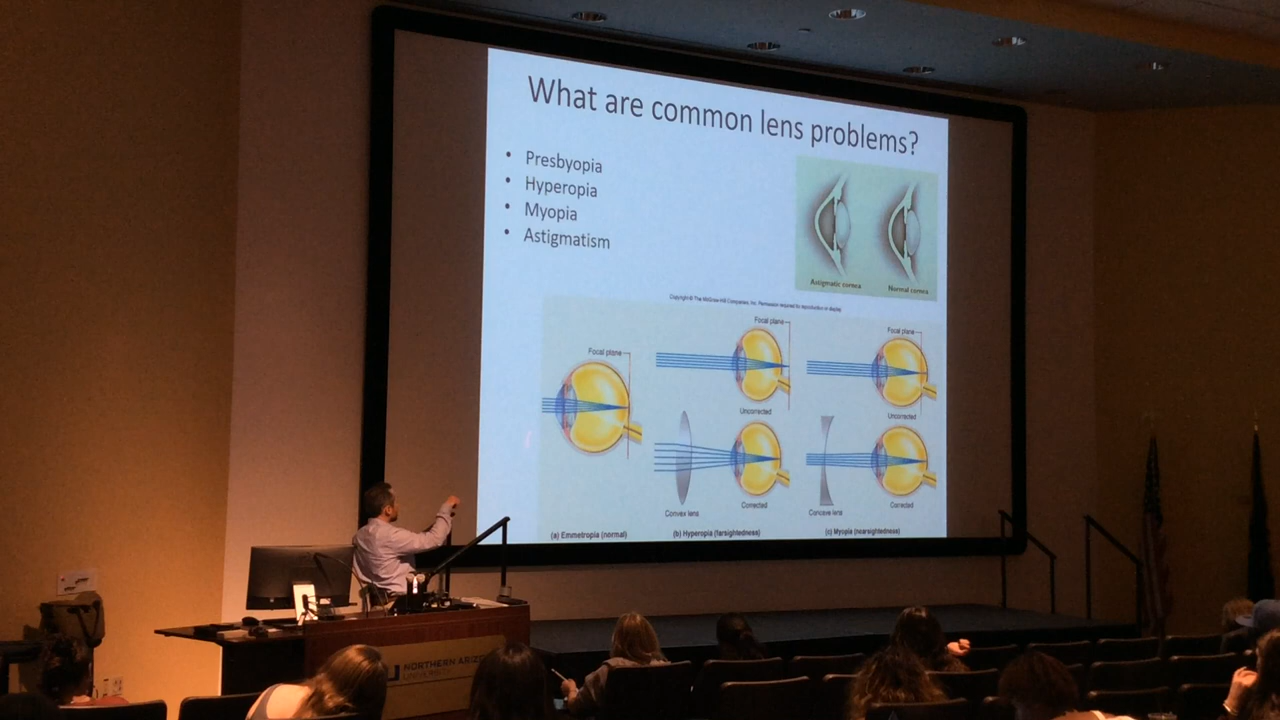 What are common lens problems?
• Presbyopia
• Hyperopia
• Myopia
• Astigmatism
Astigmatic cornea
Normal cornea
Copyright © The McGraw-Hill Companies, Inc. Permission required for reproduction or display.
Focal plane
Focal plane
Focal plane
Uncorrected
Uncorrected
Convex lens
Corrected
Concave lens
Corrected
(a) Emmetropia (normal)
(b) Hyperopia (farsightedness)
(c) Myopia (nearsightedness)
NORTHERN ARIZO
UNIVERSITY